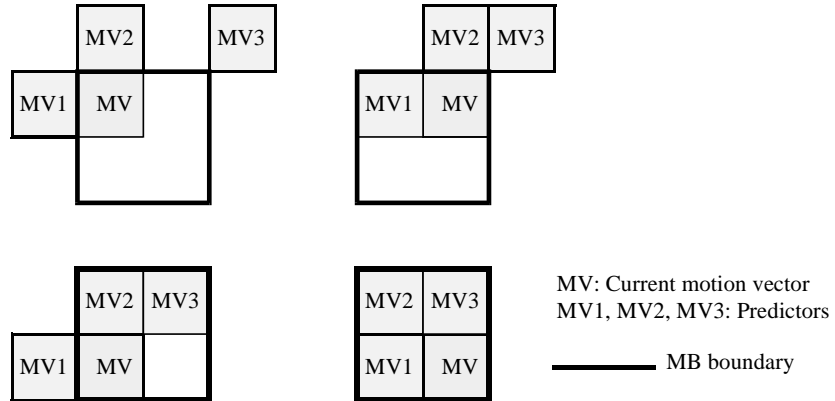 MV2 MV3
MV1 MV
MV2 MV3
MV1 MV
MV2 MV3
MV1 MV
MV2 MV3
MV1 MV
MV: Current motion vector
MV1, MV2, MV3: Predictors
MB boundary